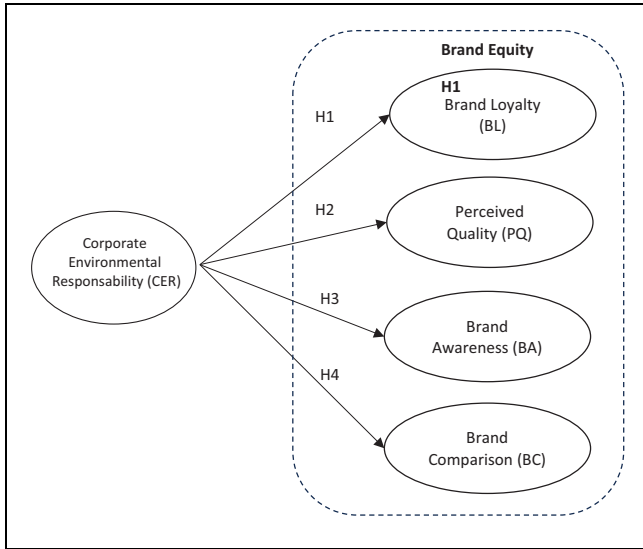 Brand Equity
H1
Brand Loyalty
(BL)
H1
H2
Perceived
Quality (PQ)
Corporate
Environmental
Responsability (CER)
H3
Brand
Awareness (BA)
H4
Brand
Comparison (BC)